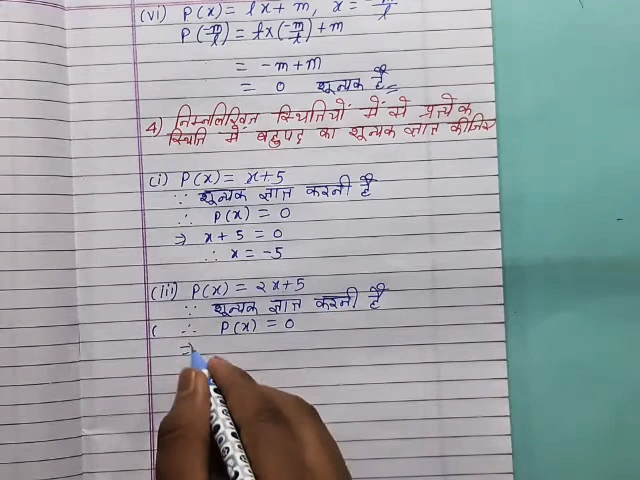 (vi) P(x) = lx + m, x = -m/l
P(-m/l) = l×(-m/l) + m
= -m + m
= 0 शून्यक है
4) निम्नलिखित स्थितियों में से प्रत्येक
स्थिति में बहुपद का शून्यक ज्ञात कीजिए
(i) P(x) = x+5
∵ शून्यक ज्ञात करनी है
∴ P(x) = 0
⇒ x + 5 = 0
∴ x = -5
(iii) P(x) = 2x+5
∵ शून्यक ज्ञात करनी है
( ∴ P(x) = 0
⇒